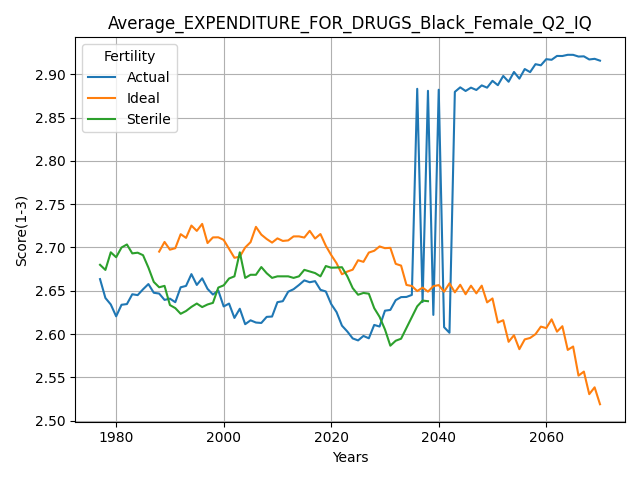 Average_EXPENDITURE_FOR_DRUGS_Black_Female_Q2_IQ
Fertility
Actual
Ideal
Sterile
Score(1-3)
2.90
2.85
2.80
2.75
2.70
2.65
2.60
2.55
2.50
1980 2000 2020 2040 2060
Years